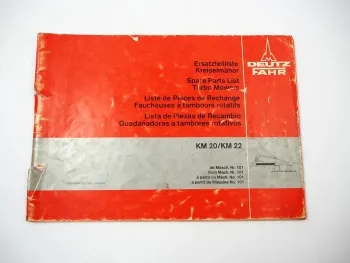 DEUTZ
FAHR
Ersatzteilliste
Kreiselmäher
Spare Parts List
Turbo Mowers
Liste de Pièces de Rechange
Faucheuses à tambours rotatifs
Lista de Piezas de Recambio
Guadañadoras a tambores rotativos
KM 20/KM 22
ab Masch. Nr. 101
from Mach. Nr. 101
à partir de Mach. No. 101
a partir de Máquina No. 101